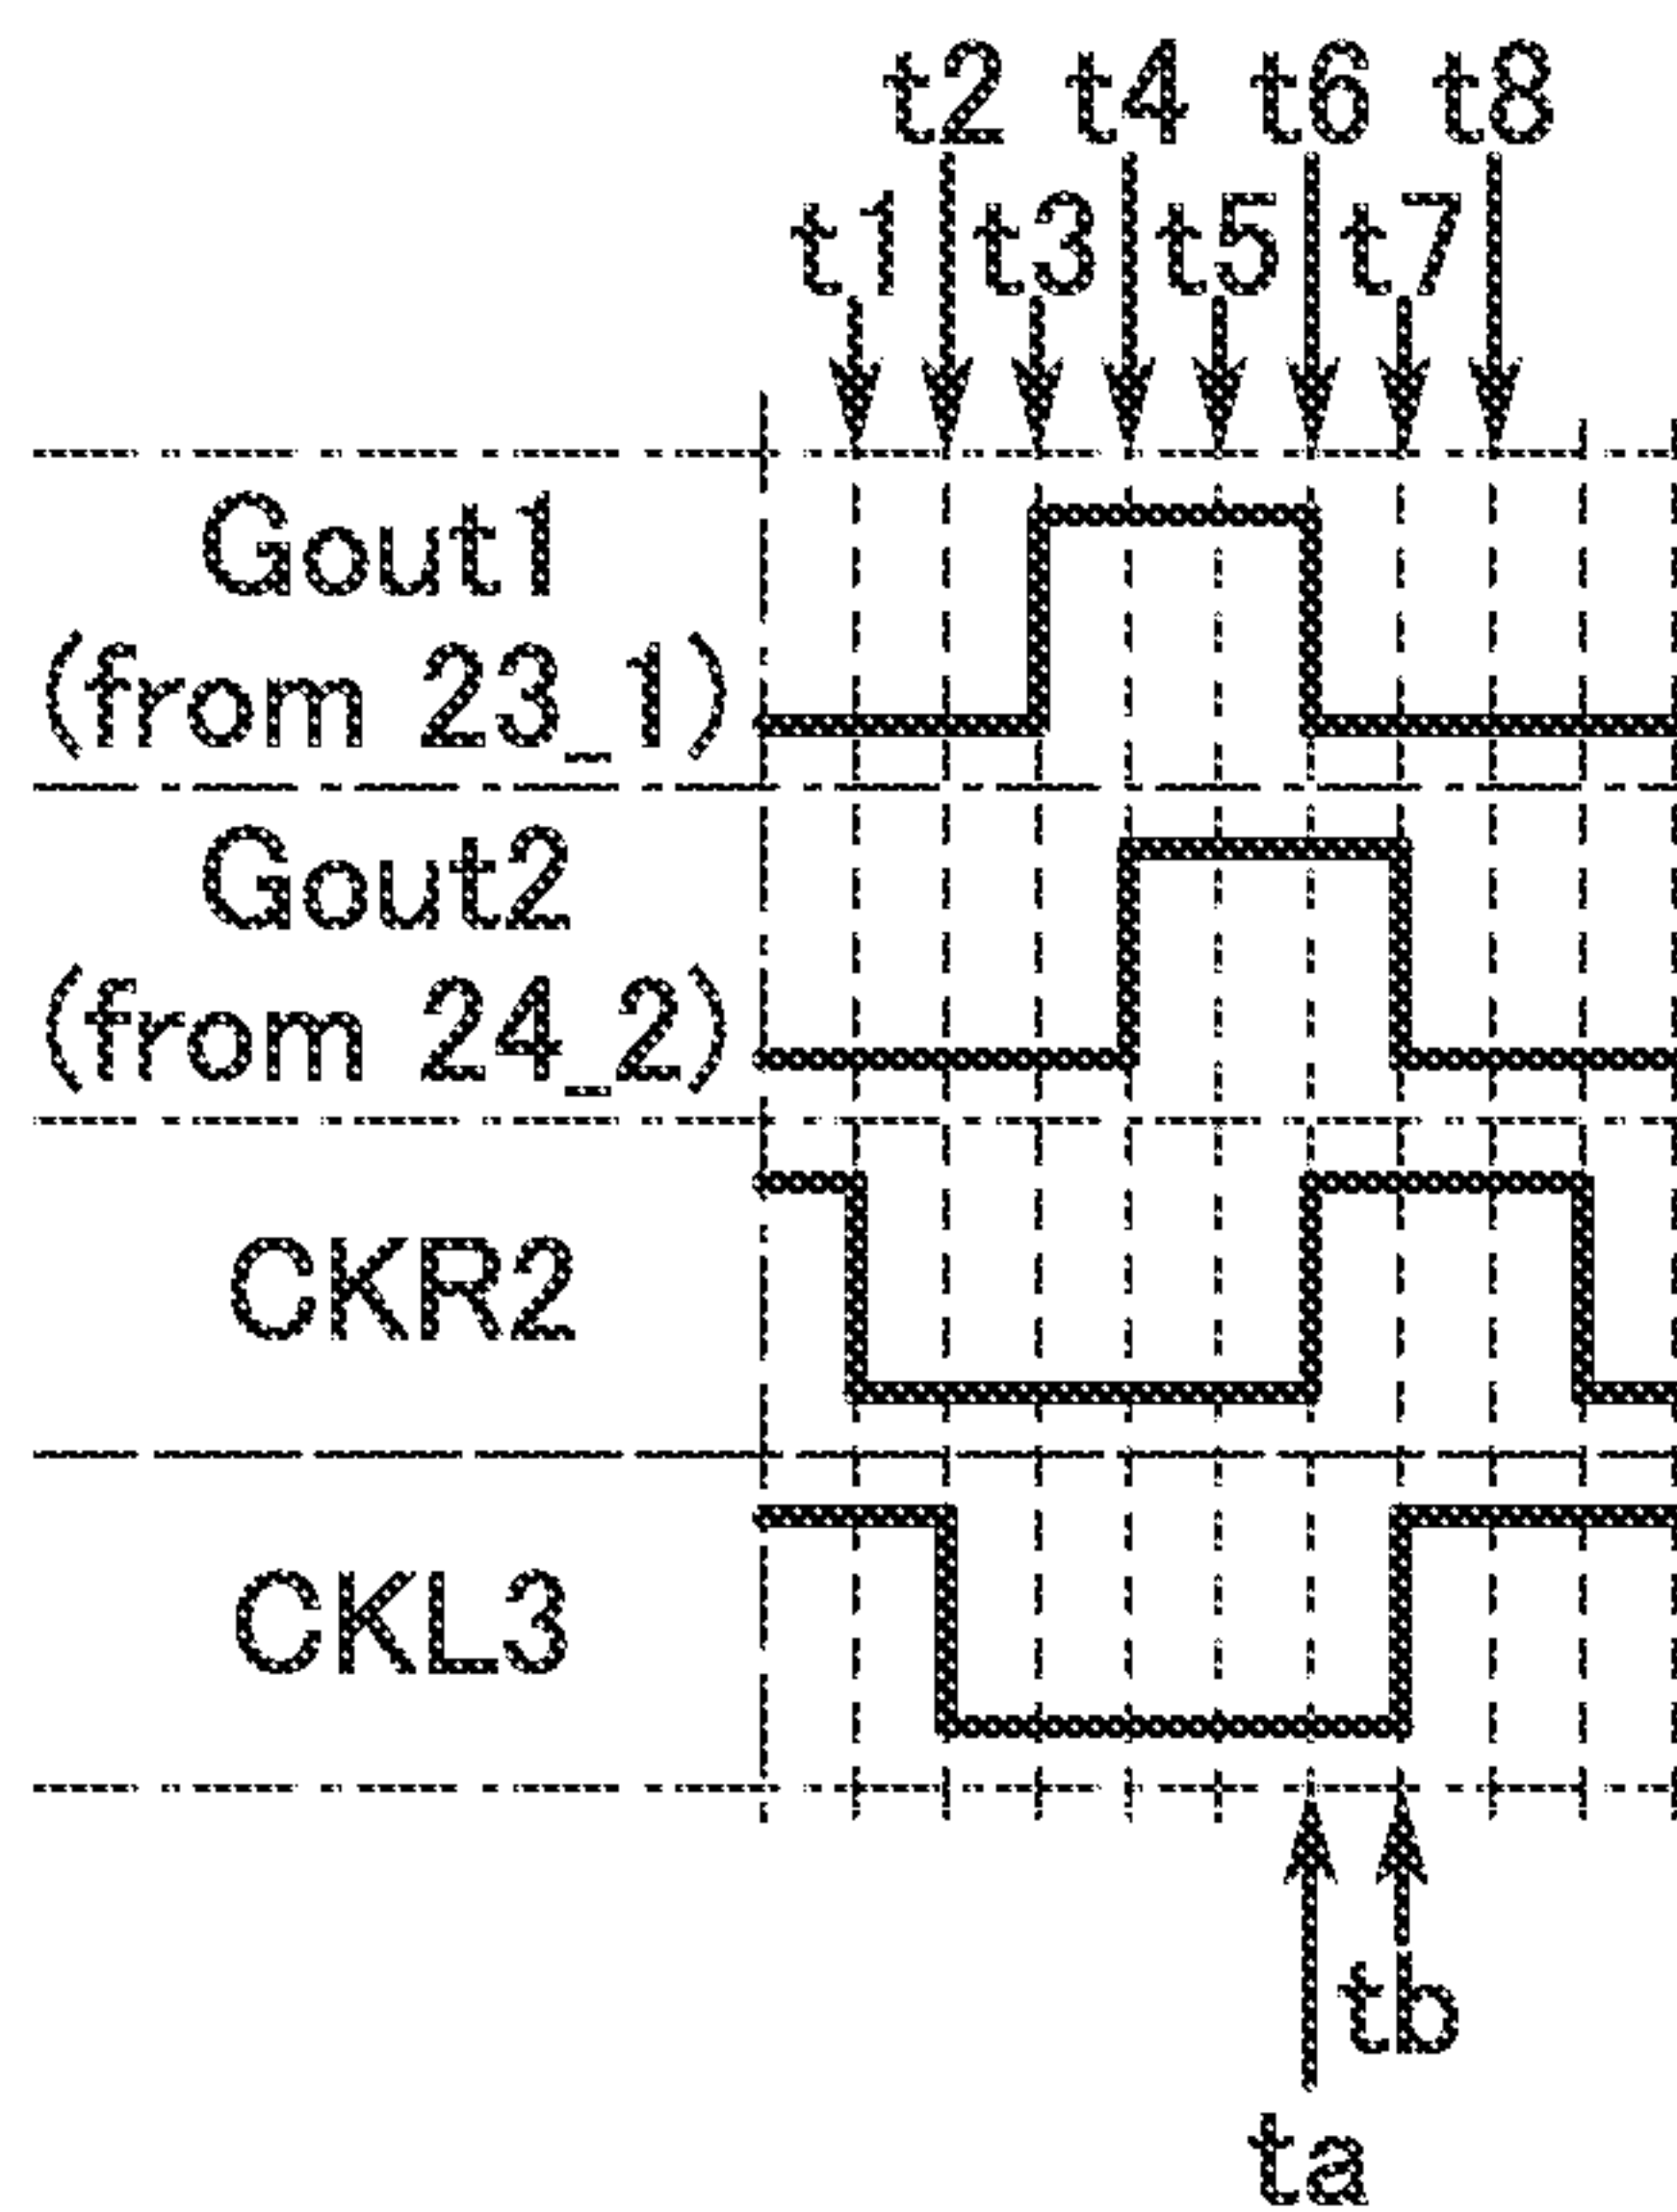 t2 t4 t6 t8
t1 t3 t5 t7
Gout1
(from 23_1)
Gout2
(from 24_2)
CKR2
CKL3
tb
ta